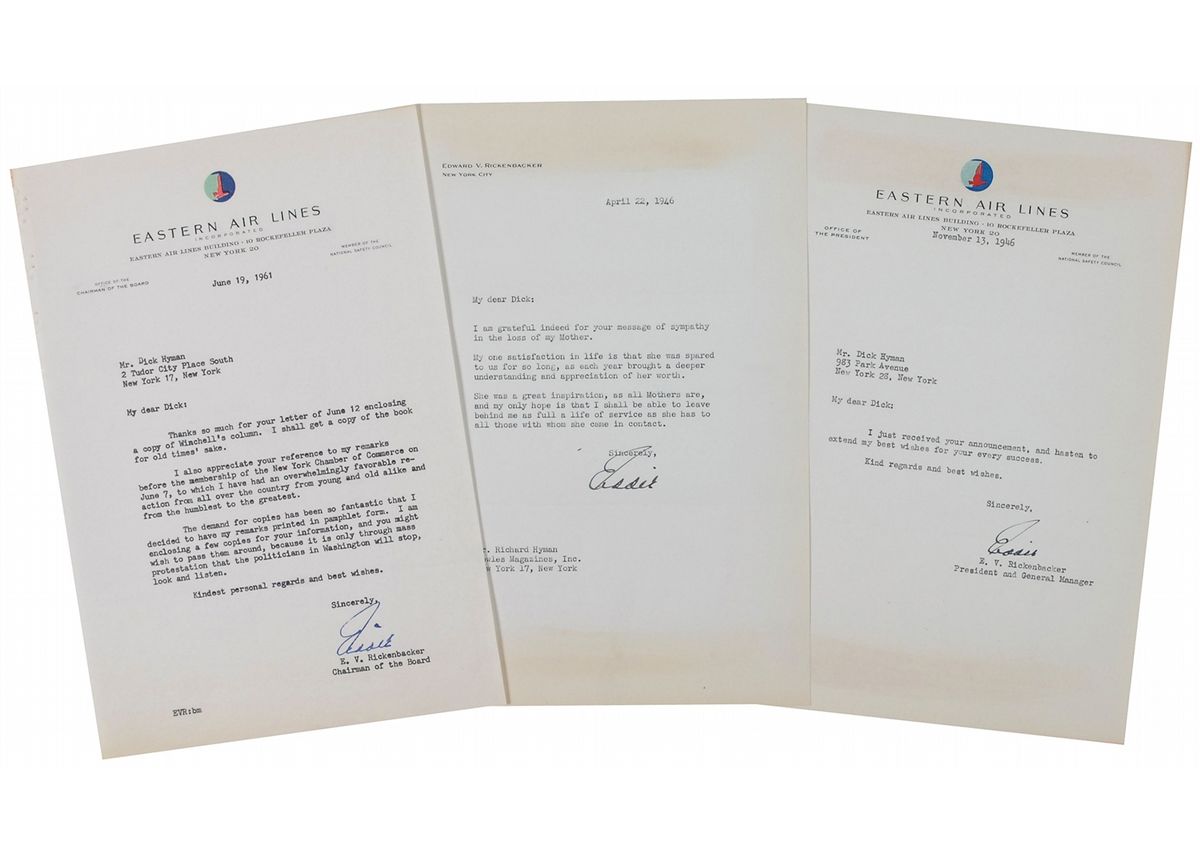 EASTERN AIR LINES
INCORPORATED
EASTERN AIR LINES BUILDING · 10 ROCKEFELLER PLAZA
NEW YORK 20
MEMBER OF THE
NATIONAL SAFETY COUNCIL
OFFICE OF THE
CHAIRMAN OF THE BOARD
June 19, 1961
Mr. Dick Hyman
2 Tudor City Place South
New York 17, New York
My dear Dick:
Thanks so much for your letter of June 12 enclosing
a copy of Winchell's column. I shall get a copy of the book
for old times' sake.
I also appreciate your reference to my remarks
before the membership of the New York Chamber of Commerce on
June 7, to which I have had an overwhelmingly favorable re-
action from all over the country from young and old alike and
from the humblest to the greatest.
The demand for copies has been so fantastic that I
decided to have my remarks printed in pamphlet form. I am
enclosing a few copies for your information, and you might
wish to pass them around, because it is only through mass
protestation that the politicians in Washington will stop,
look and listen.
Kindest personal regards and best wishes.
Sincerely,
Eddie
E. V. Rickenbacker
Chairman of the Board
EVR:bm
EDWARD V. RICKENBACKER
NEW YORK CITY
April 22, 1946
My dear Dick:
I am grateful indeed for your message of sympathy
in the loss of my Mother.
My one satisfaction in life is that she was spared
to us for so long, as each year brought a deeper
understanding and appreciation of her worth.
She was a great inspiration, as all Mothers are,
and my only hope is that I shall be able to leave
behind me as full a life of service as she has to
all those with whom she came in contact.
Sincerely,
Eddie
Richard Hyman
Magazines, Inc.
York 17, New York
EASTERN AIR LINES
INCORPORATED
EASTERN AIR LINES BUILDING · 10 ROCKEFELLER PLAZA
NEW YORK 20
OFFICE OF
THE PRESIDENT
November 13, 1946
MEMBER OF THE
NATIONAL SAFETY COUNCIL
Mr. Dick Hyman
983 Park Avenue
New York 28, New York
My dear Dick:
I just received your announcement, and hasten to
extend my best wishes for your every success.
Kind regards and best wishes.
Sincerely,
Eddie
E. V. Rickenbacker
President and General Manager